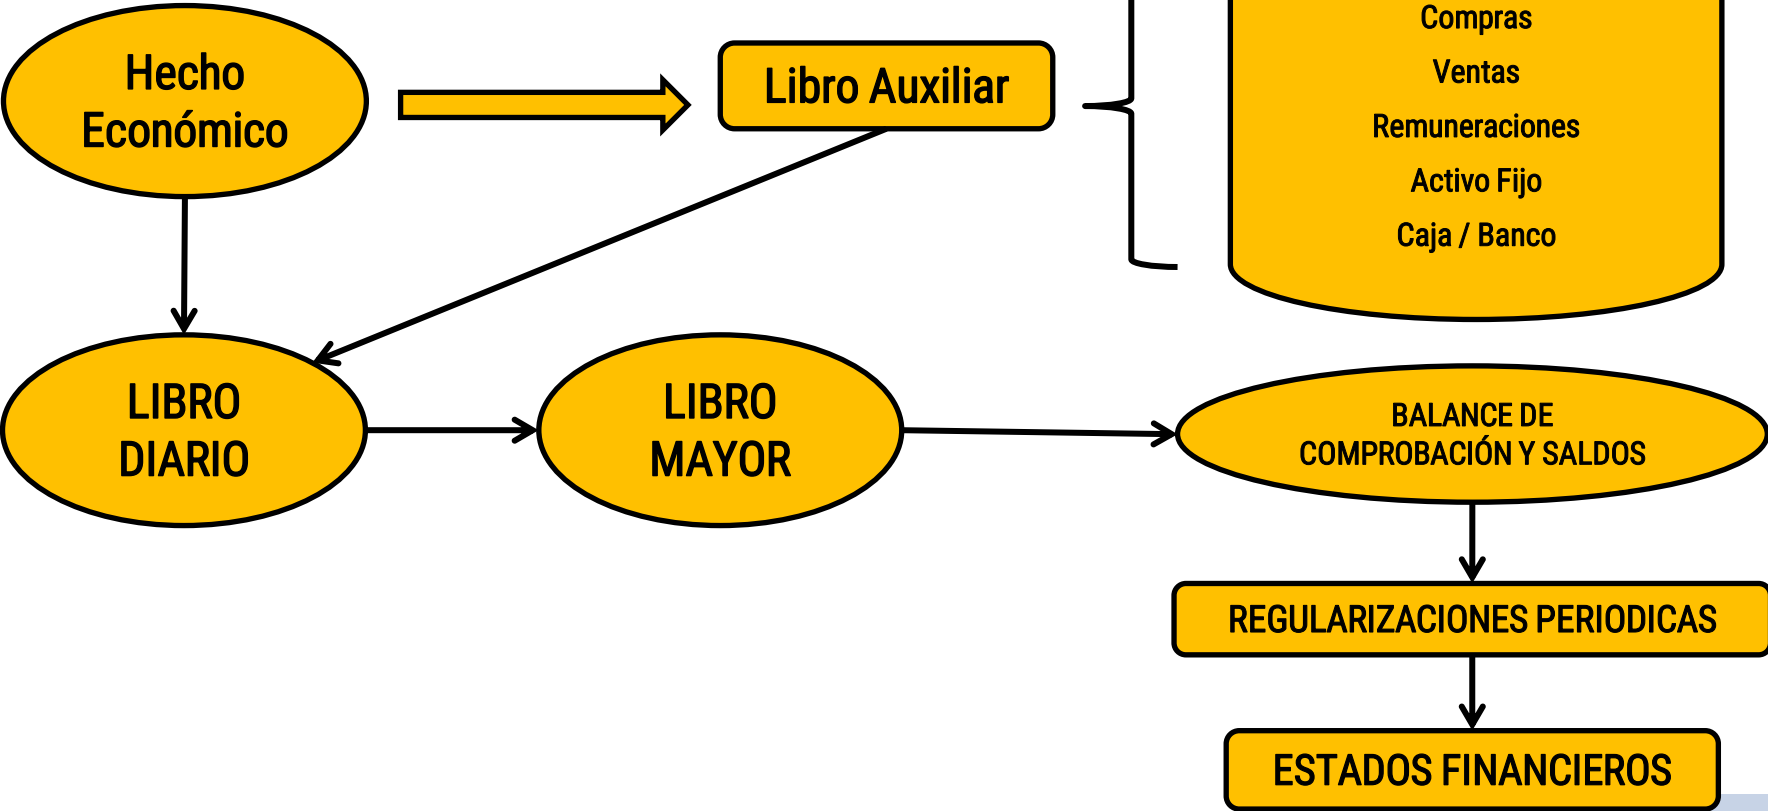 Hecho
Económico
Libro Auxiliar
Compras
Ventas
Remuneraciones
Activo Fijo
Caja / Banco
LIBRO
DIARIO
LIBRO
MAYOR
BALANCE DE
COMPROBACIÓN Y SALDOS
REGULARIZACIONES PERIODICAS
ESTADOS FINANCIEROS